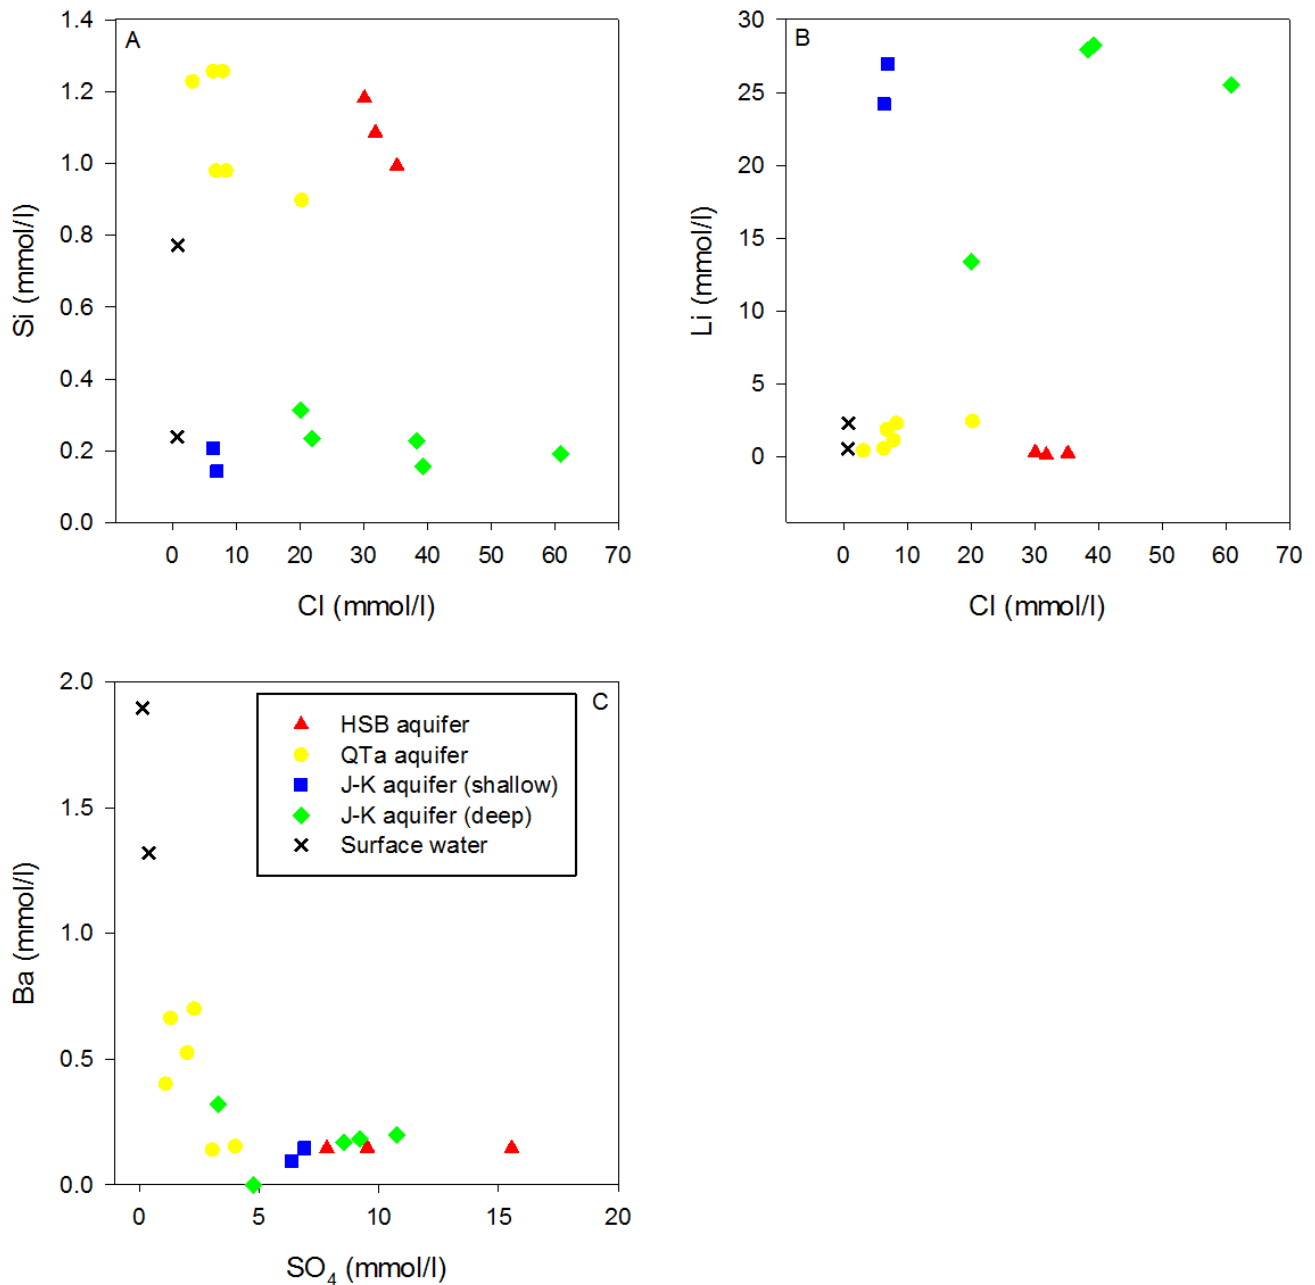 A
1.4
1.2
1.0
0.8
0.6
0.4
0.2
0.0
Si (mmol/l)
0 10 20 30 40 50 60 70
Cl (mmol/l)
B
30
25
20
15
10
5
0
Li (mmol/l)
0 10 20 30 40 50 60 70
Cl (mmol/l)
C
2.0
1.5
1.0
0.5
0.0
Ba (mmol/l)
HSB aquifer
QTa aquifer
J-K aquifer (shallow)
J-K aquifer (deep)
Surface water
0 5 10 15 20
SO4 (mmol/l)